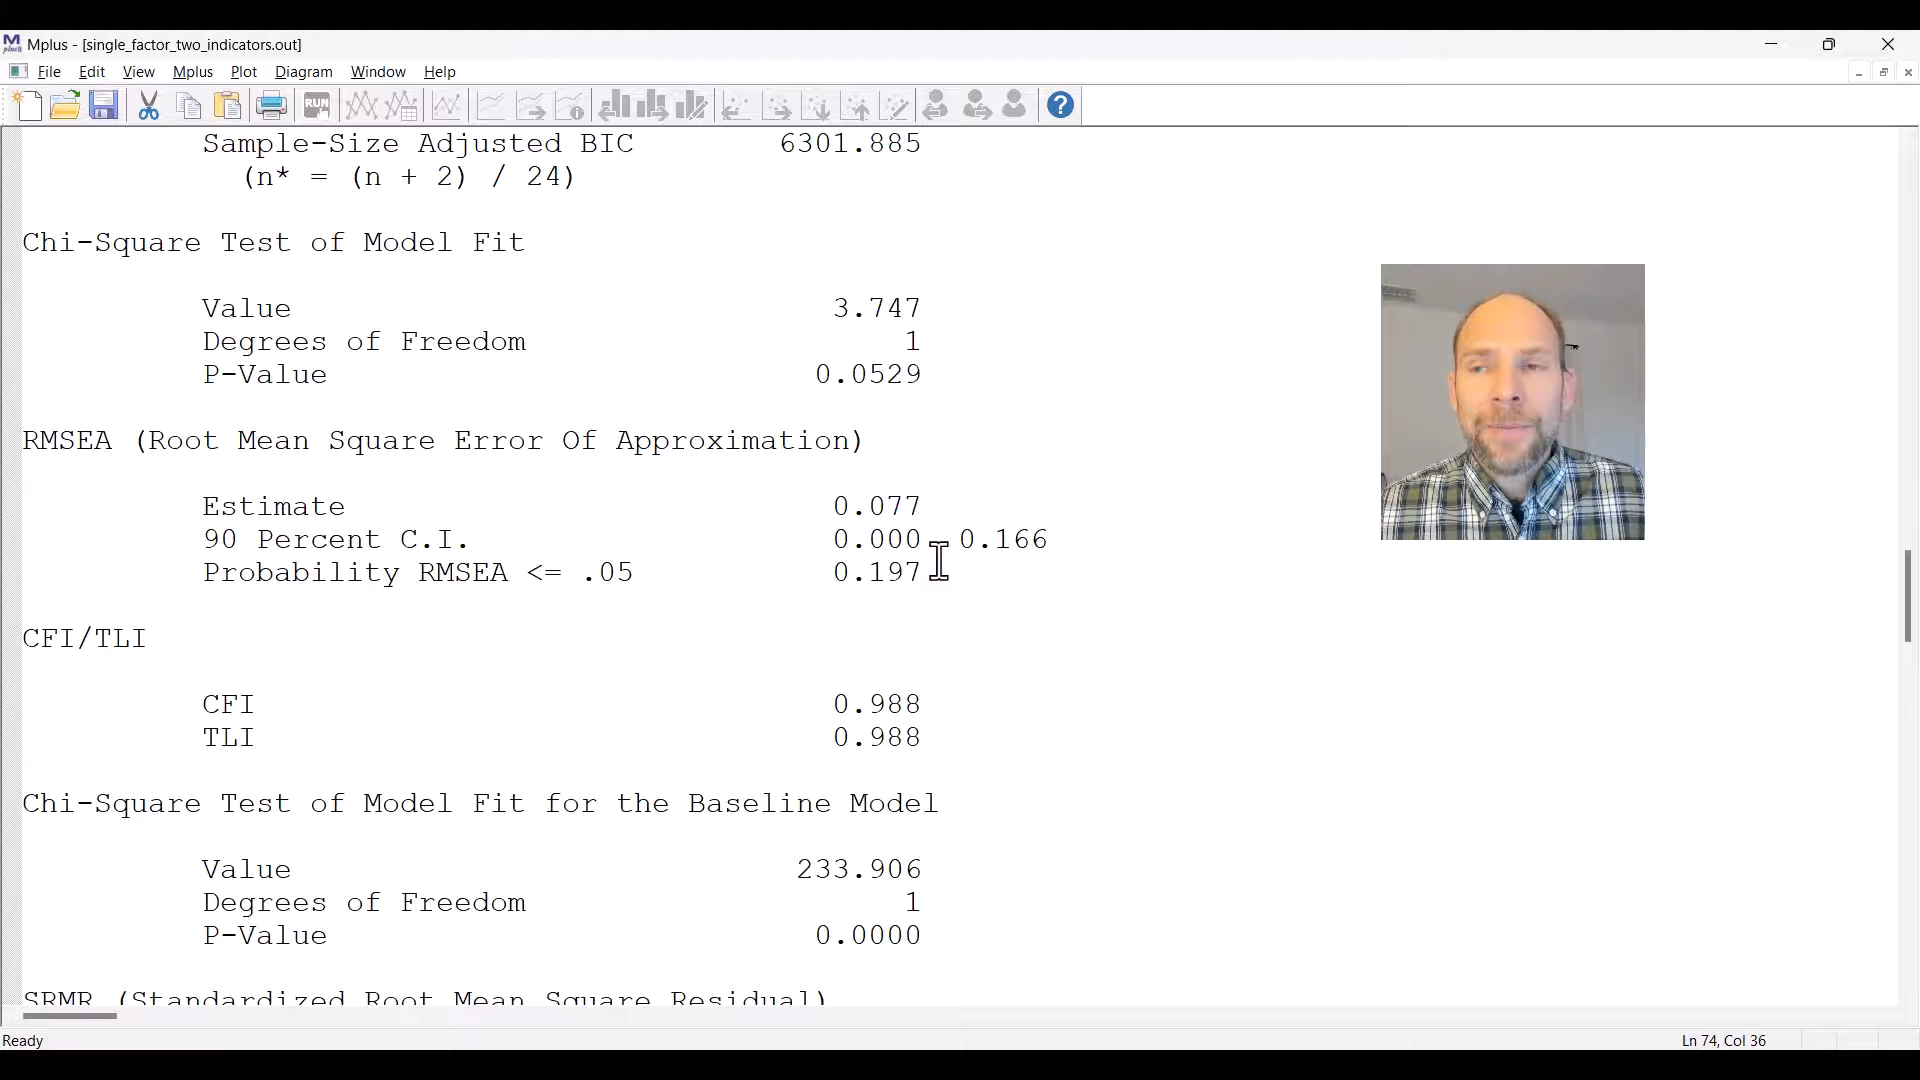 Mplus - [single_factor_two_indicators.out]
File Edit View Mplus Plot Diagram Window Help
RUN
Sample-Size Adjusted BIC 6301.885
(n* = (n + 2) / 24)
Chi-Square Test of Model Fit
Value 3.747
Degrees of Freedom 1
P-Value 0.0529
RMSEA (Root Mean Square Error Of Approximation)
Estimate 0.077
90 Percent C.I. 0.000 0.166
Probability RMSEA <= .05 0.197
CFI/TLI
CFI 0.988
TLI 0.988
Chi-Square Test of Model Fit for the Baseline Model
Value 233.906
Degrees of Freedom 1
P-Value 0.0000
SRMR (Standardized Root Mean Square Residual)
Ready Ln 74, Col 36